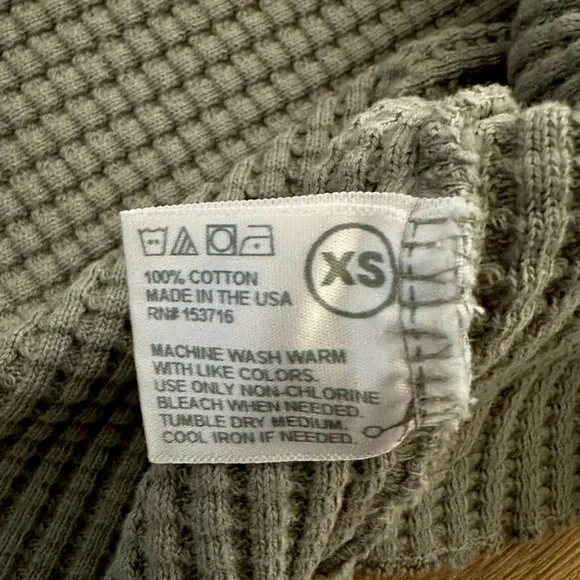 100% COTTON
MADE IN THE USA
RN# 153716
XS
MACHINE WASH WARM
WITH LIKE COLORS.
USE ONLY NON-CHLORINE
BLEACH WHEN NEEDED.
TUMBLE DRY MEDIUM.
COOL IRON IF NEEDED.